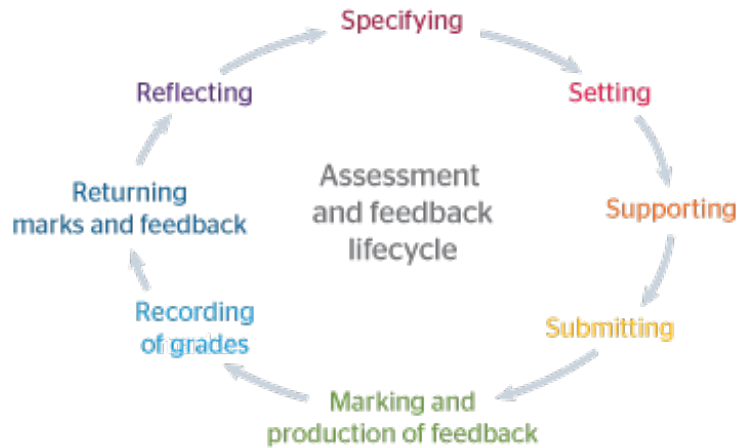 Specifying
Setting
Supporting
Submitting
Marking and
production of feedback
Recording
of grades
Returning
marks and feedback
Reflecting
Assessment
and feedback
lifecycle